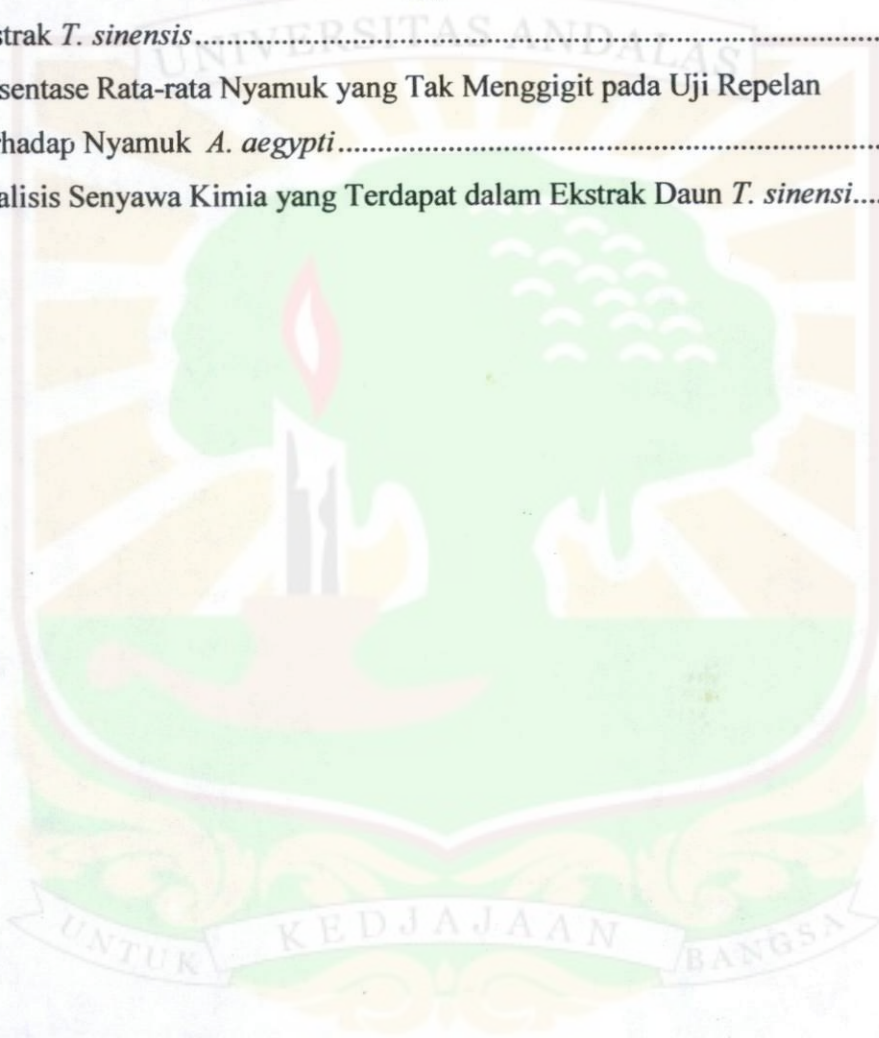 strak T. sinensis................................................................................
UNIVERSITAS ANDALAS
sentase Rata-rata Nyamuk yang Tak Menggigit pada Uji Repelan
hadap Nyamuk A. aegypti................................................................
alisis Senyawa Kimia yang Terdapat dalam Ekstrak Daun T. sinensi....
UNTUK KEDJAJAAN BANGSA